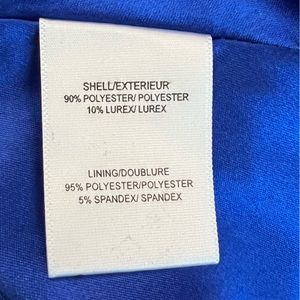 SHELL/EXTERIEUR
90% POLYESTER/ POLYESTER
10% LUREX/ LUREX
LINING/DOUBLURE
95% POLYESTER/POLYESTER
5% SPANDEX/ SPANDEX